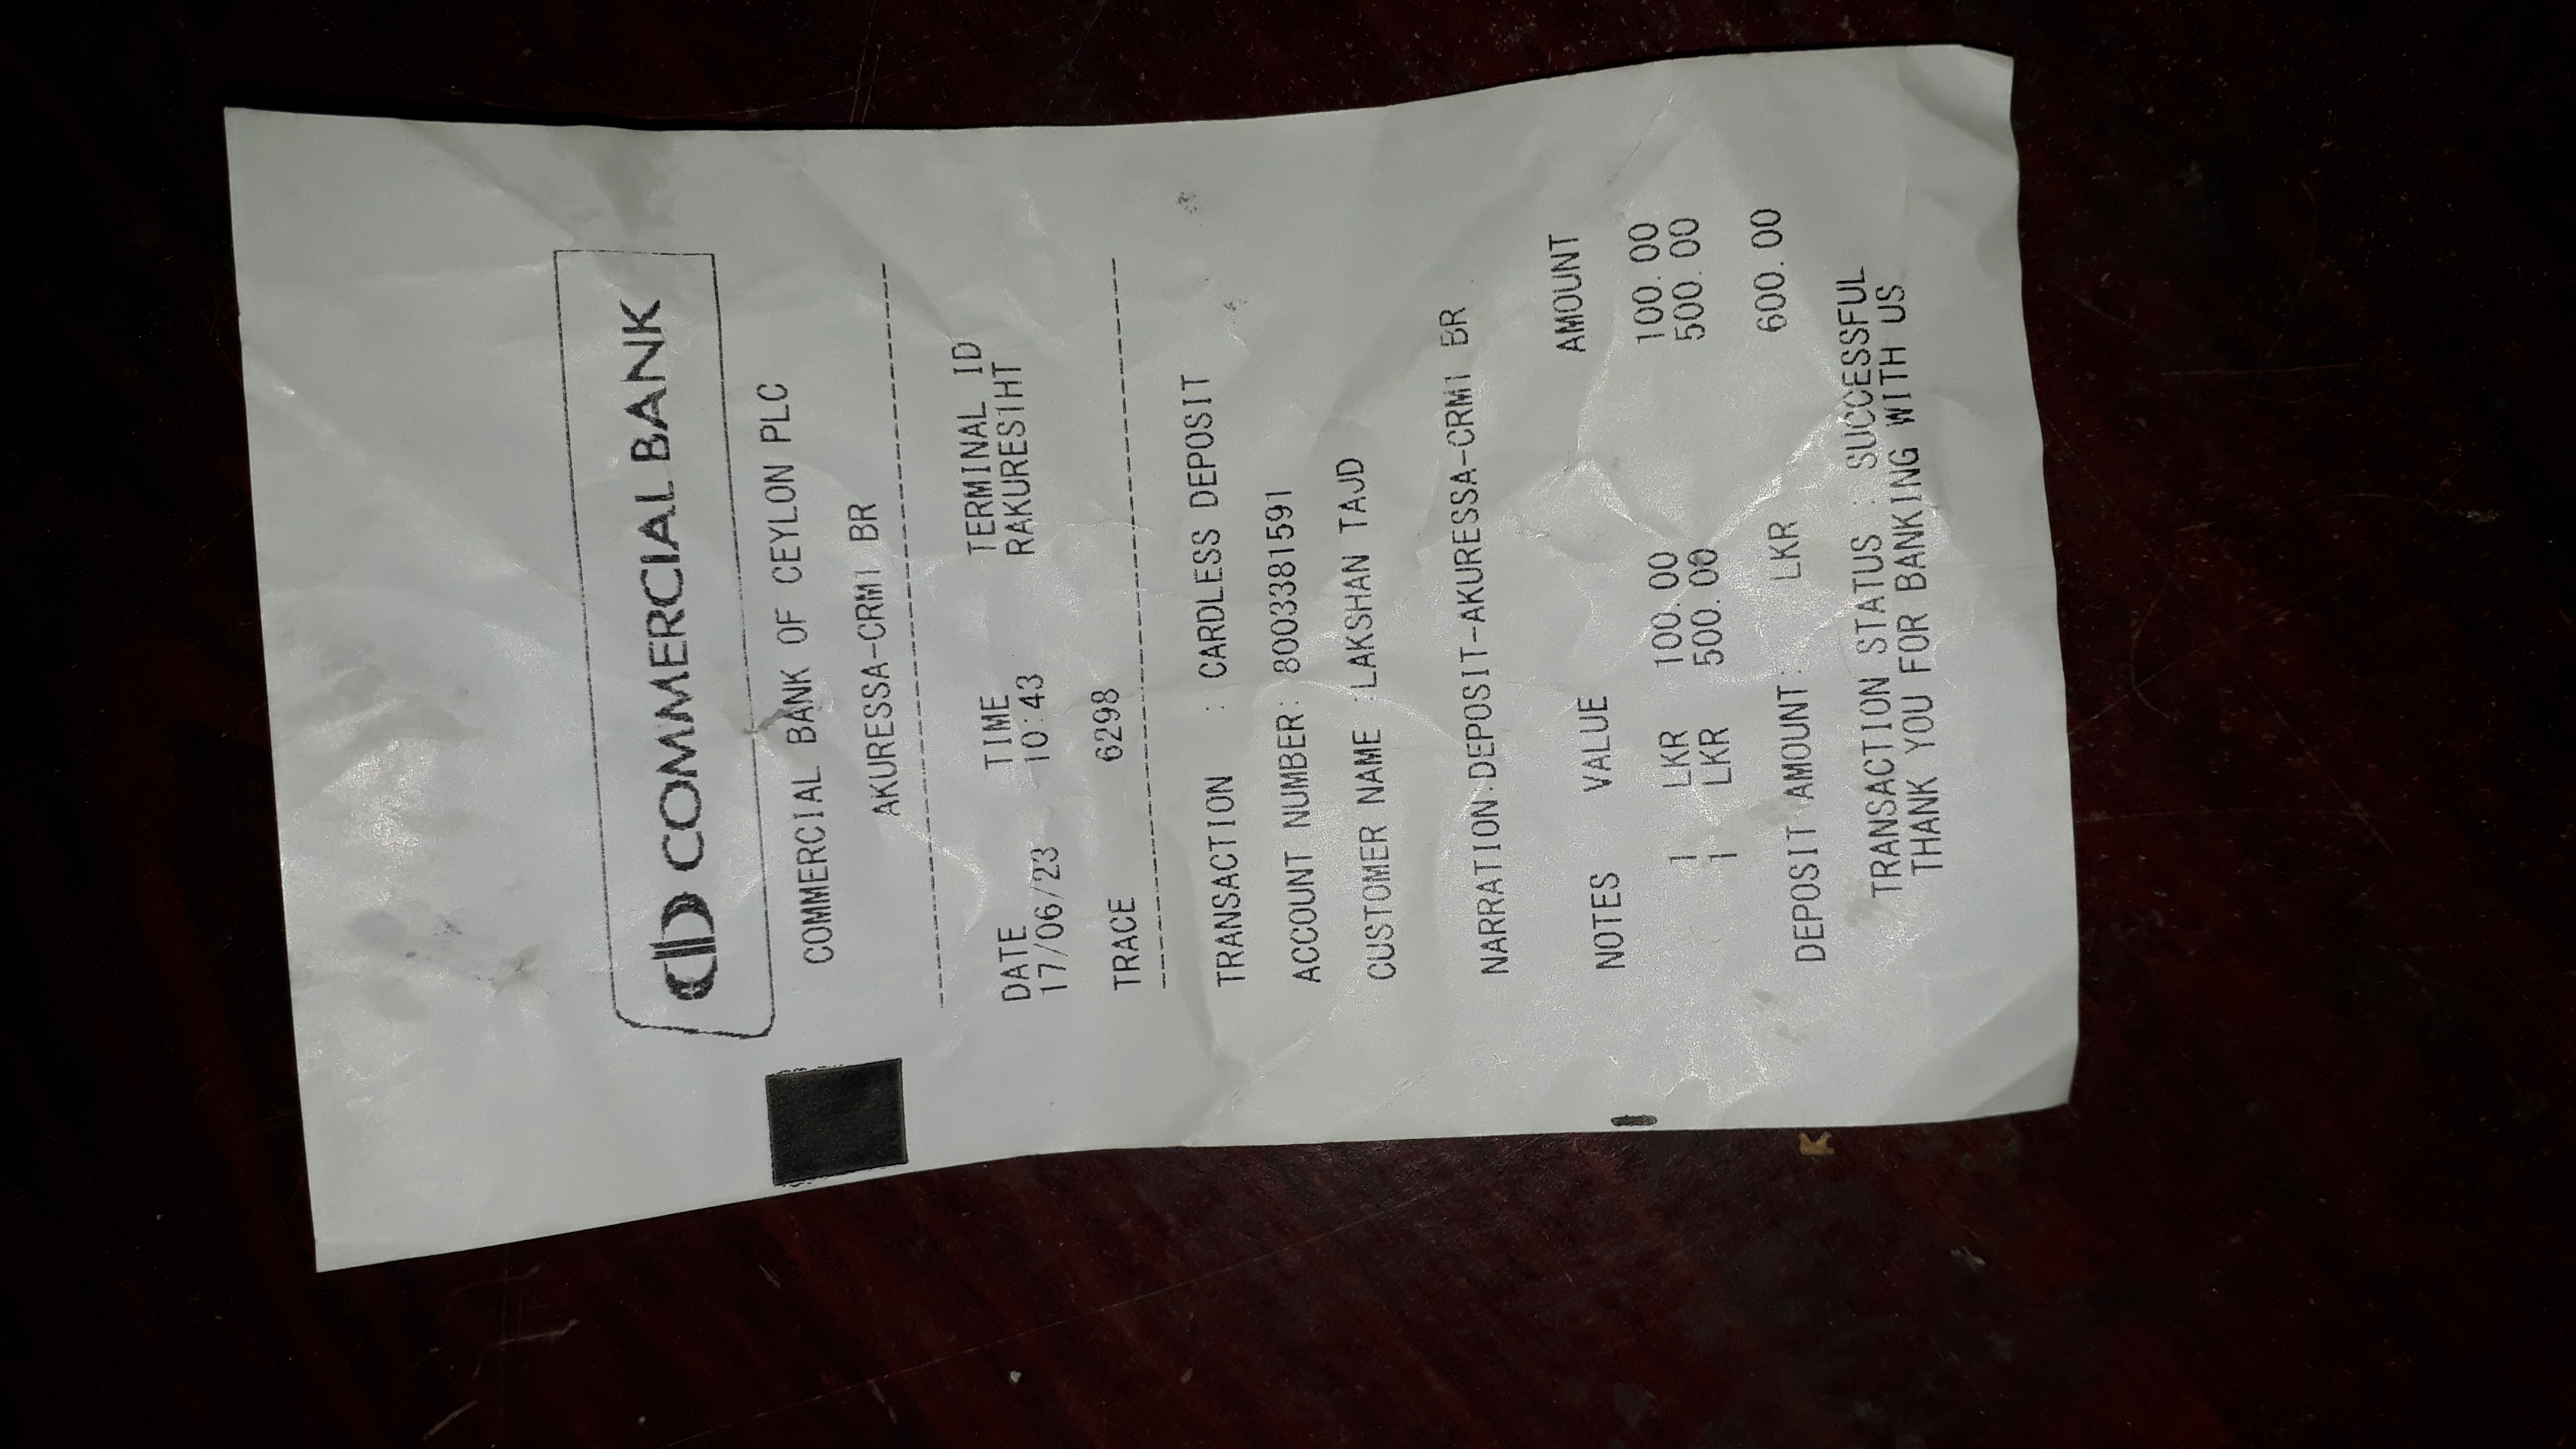 COMMERCIAL BANK
COMMERCIAL BANK OF CEYLON PLC
AKURESSA-CRM1 BR
DATE TIME TERMINAL ID
17/06/23 10:43 RAKURES1HT
TRACE 6298
TRANSACTION : CARDLESS DEPOSIT
ACCOUNT NUMBER: 8003381591
CUSTOMER NAME :LAKSHAN TAJD
NARRATION:DEPOSIT-AKURESSA-CRM1 BR
NOTES VALUE AMOUNT
1 LKR 100.00 100.00
1 LKR 500.00 500.00
DEPOSIT AMOUNT: LKR 600.00
TRANSACTION STATUS : SUCCESSFUL
THANK YOU FOR BANKING WITH US